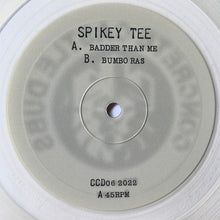 SPIKEY TEE
A. BADDER THAN ME
B. BUMBO RAS
CCD06 2022
A 45RPM